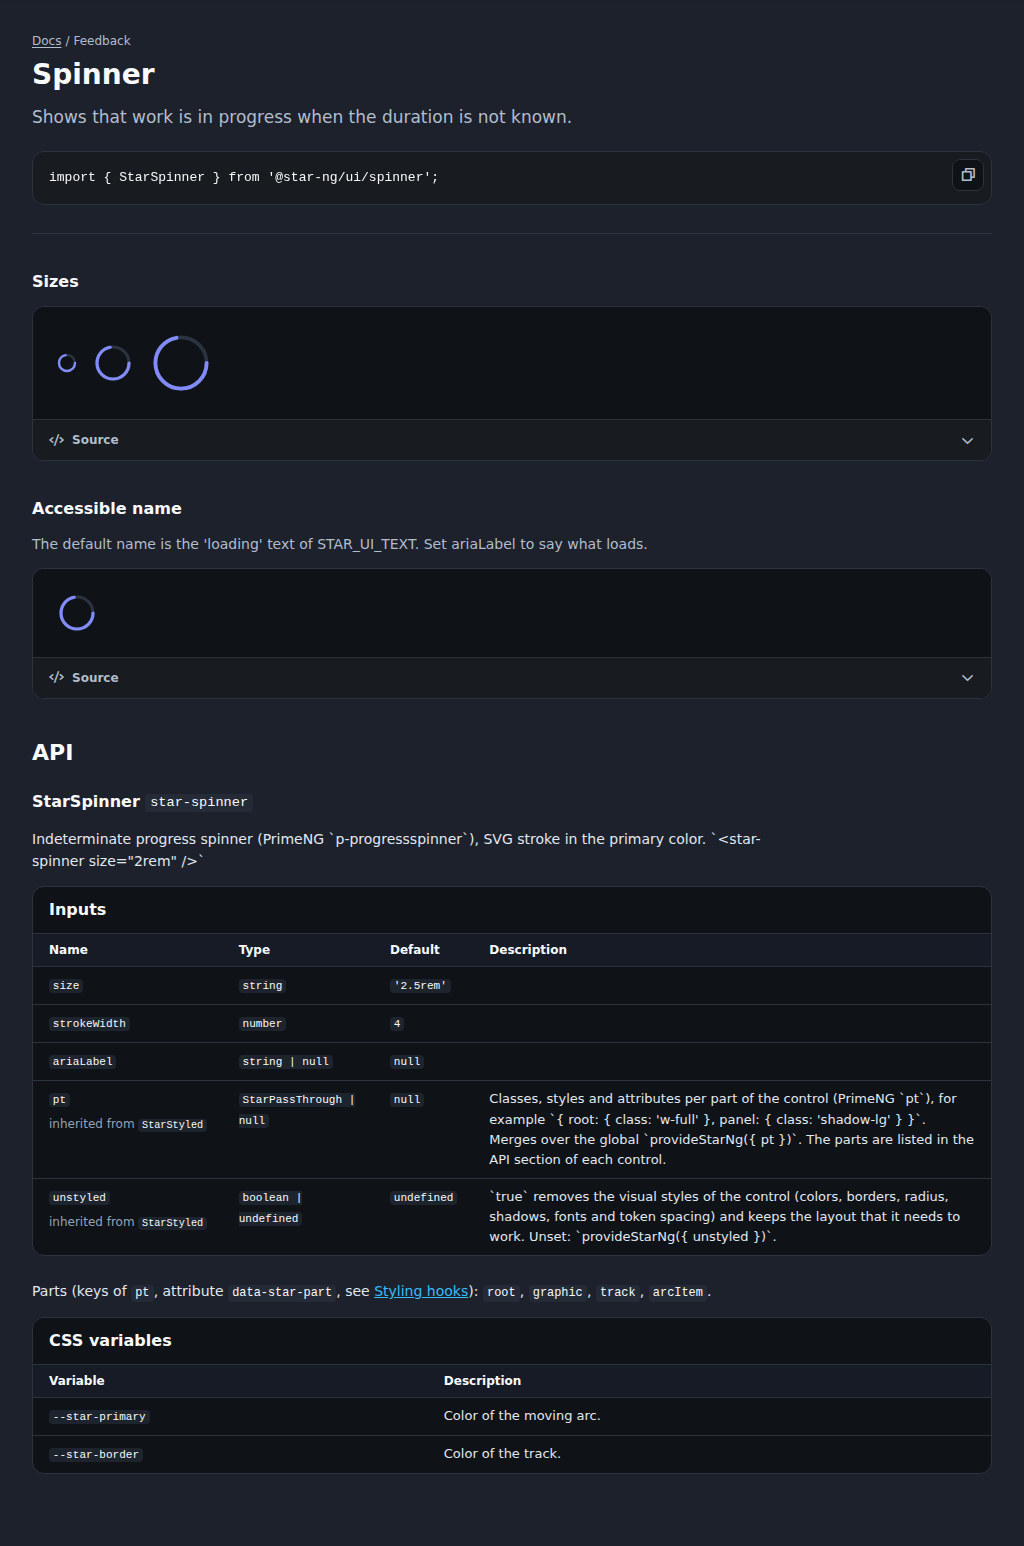 Docs / Feedback
Spinner
Shows that work is in progress when the duration is not known.
import { StarSpinner } from '@star-ng/ui/spinner';
Sizes
Source
Accessible name
The default name is the 'loading' text of STAR_UI_TEXT. Set ariaLabel to say what loads.
Source
API
StarSpinner star-spinner
Indeterminate progress spinner (PrimeNG `p-progressspinner`), SVG stroke in the primary color. `<star-
spinner size="2rem" />`
Inputs
Name Type Default Description
size string '2.5rem'
strokeWidth number 4
ariaLabel string | null null
pt StarPassThrough | null Classes, styles and attributes per part of the control (PrimeNG `pt`), for
inherited from StarStyled null example `{ root: { class: 'w-full' }, panel: { class: 'shadow-lg' } }`.
Merges over the global `provideStarNg({ pt })`. The parts are listed in the
API section of each control.
unstyled boolean | undefined `true` removes the visual styles of the control (colors, borders, radius,
inherited from StarStyled undefined shadows, fonts and token spacing) and keeps the layout that it needs to
work. Unset: `provideStarNg({ unstyled })`.
Parts (keys of pt, attribute data-star-part, see Styling hooks): root, graphic, track, arcItem.
CSS variables
Variable Description
--star-primary Color of the moving arc.
--star-border Color of the track.